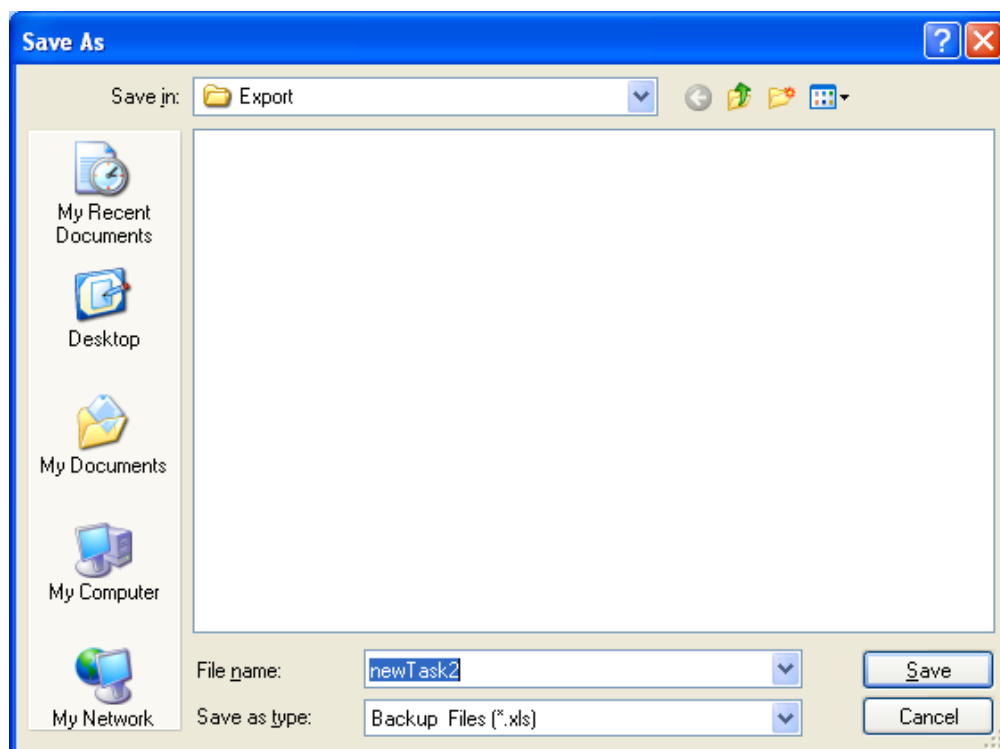 Save As
Save in:
Export
My Recent
Documents
Desktop
My Documents
My Computer
My Network
File name:
newTask2
Save
Save as type:
Backup Files (*.xls)
Cancel